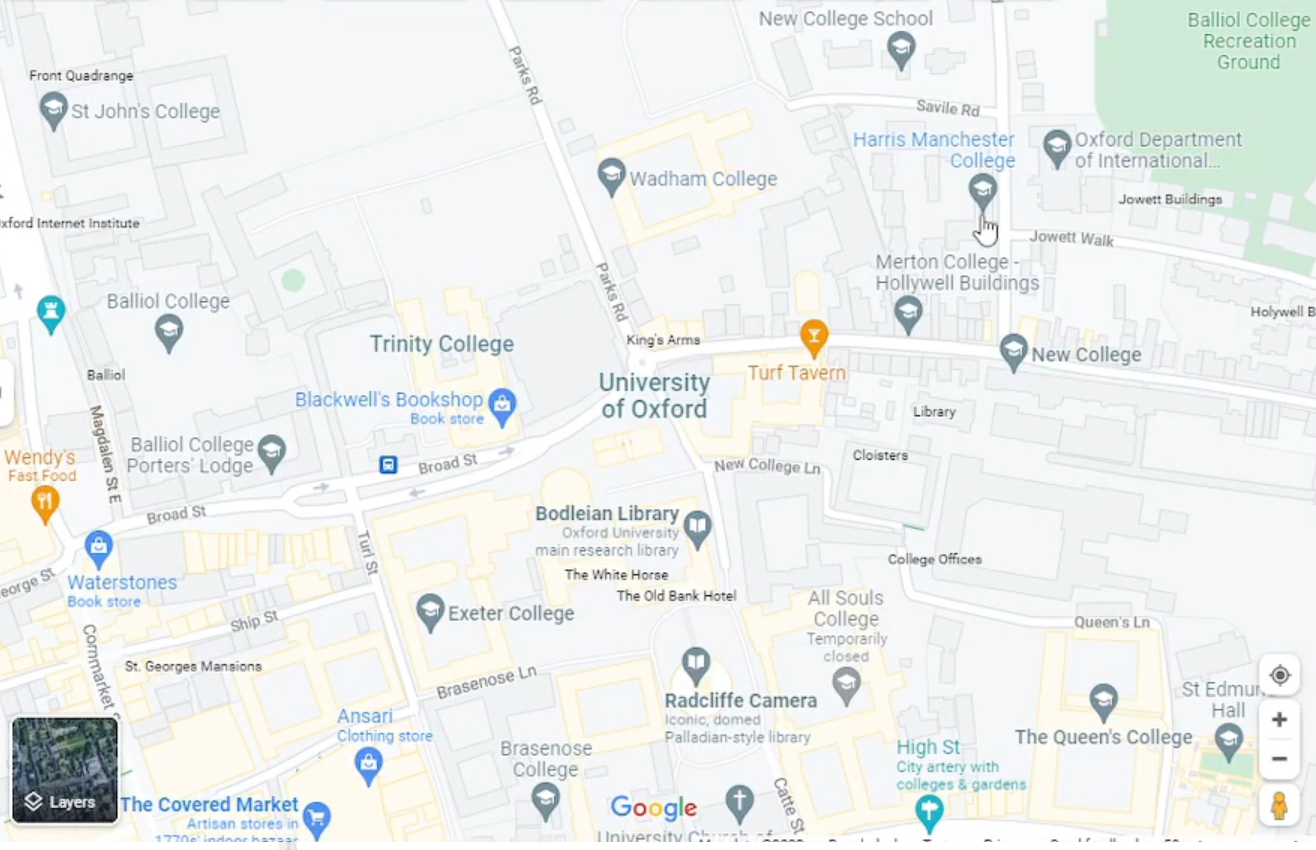 New College School
Balliol College
Recreation
Ground
Front Quadrange
St John's College
Parks Rd
Savile Rd
Harris Manchester
College
Oxford Department
of International...
Wadham College
Jowett Buildings
xford Internet Institute
Jowett Walk
Merton College -
Hollywell Buildings
Parks Rd
Balliol College
Holywell B
Trinity College
King's Arms
New College
Turf Tavern
University
of Oxford
Balliol
Blackwell's Bookshop
Book store
Library
Magdalen St E
Balliol College
Porters' Lodge
Cloisters
Wendy's
Fast Food
Broad St
New College Ln
Broad St
Bodleian Library
Oxford University
main research library
Turl St
College Offices
The White Horse
The Old Bank Hotel
eorge St
Waterstones
Book store
All Souls
College
Temporarily
closed
Exeter College
Ship St
Queen's Ln
St. Georges Mansions
Cornmarket
Brasenose Ln
Radcliffe Camera
Iconic, domed
Palladian-style library
St Edmun
Hall
Ansari
Clothing store
The Queen's College
Brasenose
College
High St
City artery with
colleges & gardens
Catte St
Layers
The Covered Market
Artisan stores in
1770s' indoor bazaar
Google
University Church of